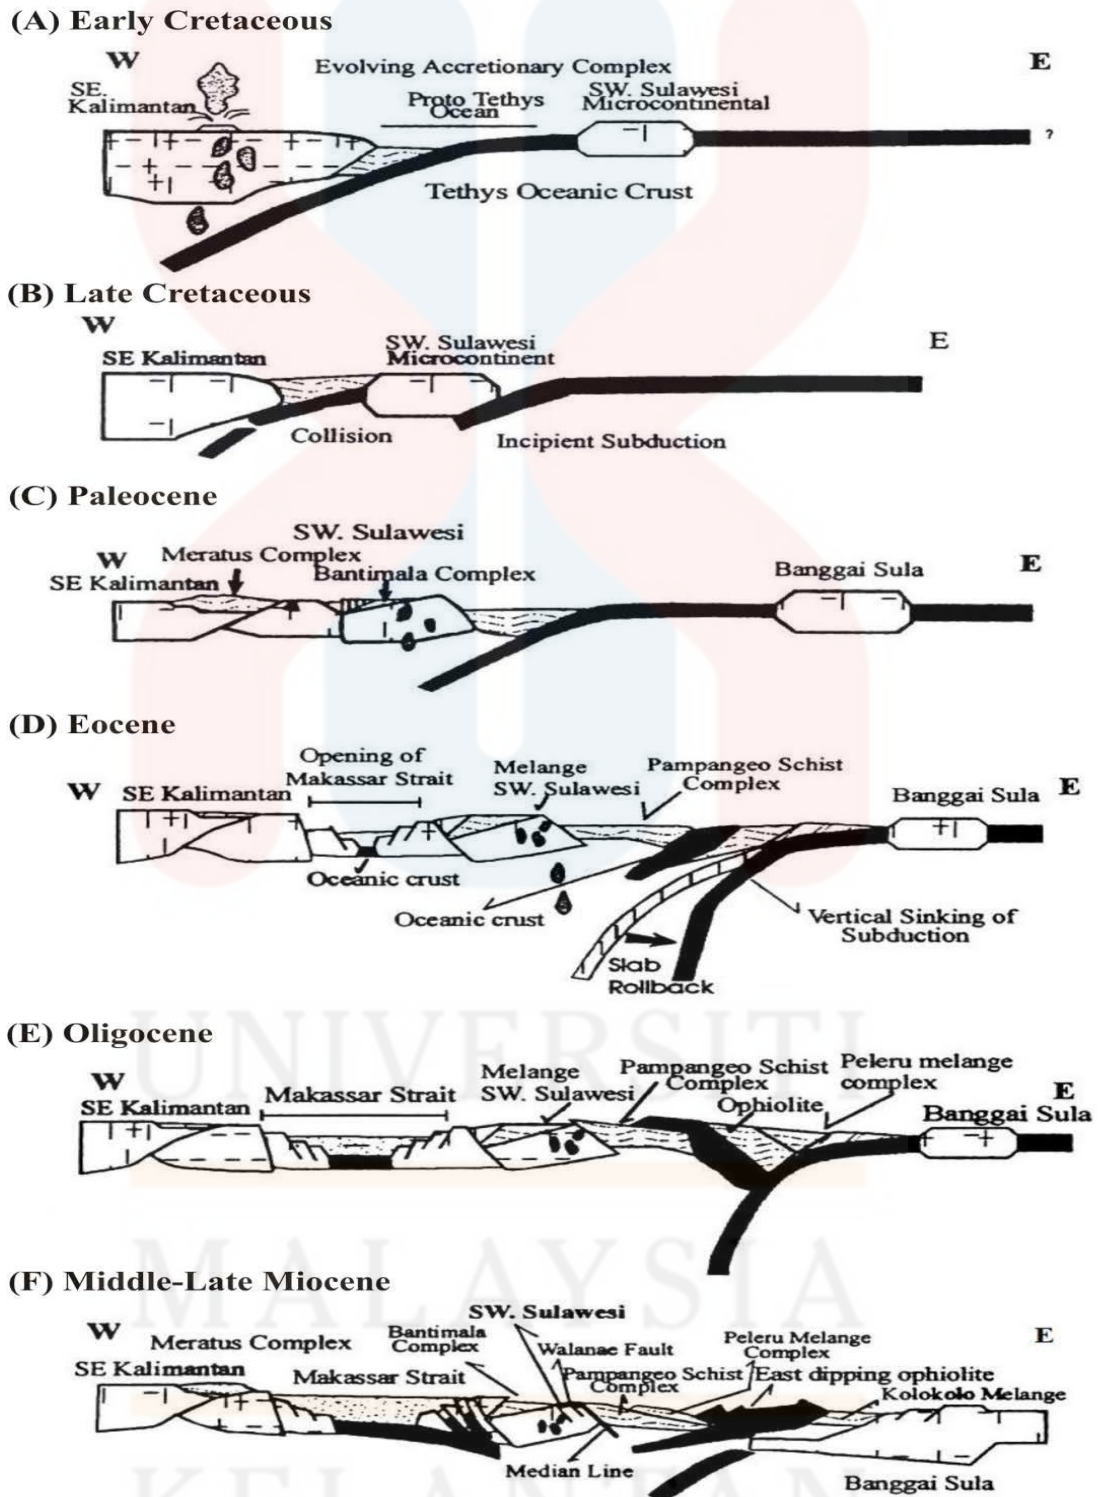 (A) Early Cretaceous
W
E
Evolving Accretionary Complex
SE.
Kalimantan
Proto Tethys
Ocean
SW. Sulawesi
Microcontinental
?
Tethys Oceanic Crust
(B) Late Cretaceous
W
E
SE Kalimantan
SW. Sulawesi
Microcontinent
Collision
Incipient Subduction
(C) Paleocene
SW. Sulawesi
W
Meratus Complex
E
SE Kalimantan
Bantimala Complex
Banggai Sula
(D) Eocene
Opening of
Makassar Strait
Melange
SW. Sulawesi
Pampangeo Schist
Complex
W
SE Kalimantan
Banggai Sula
E
Oceanic crust
Oceanic crust
Vertical Sinking of
Subduction
Slab
Rollback
UNIVERSITI
(E) Oligocene
W
SE Kalimantan
Makassar Strait
Melange
SW. Sulawesi
Pampangeo Schist
Complex
Ophiolite
Peleru melange
complex
E
Banggai Sula
MALAYSIA
(F) Middle-Late Miocene
SW. Sulawesi
W
Meratus Complex
Bantimala
Complex
Walanae Fault
Peleru Melange
Complex
E
SE Kalimantan
Makassar Strait
Pampangeo Schist
Complex
East dipping ophiolite
Kolokolo Melange
Median Line
Banggai Sula
KELANTAN